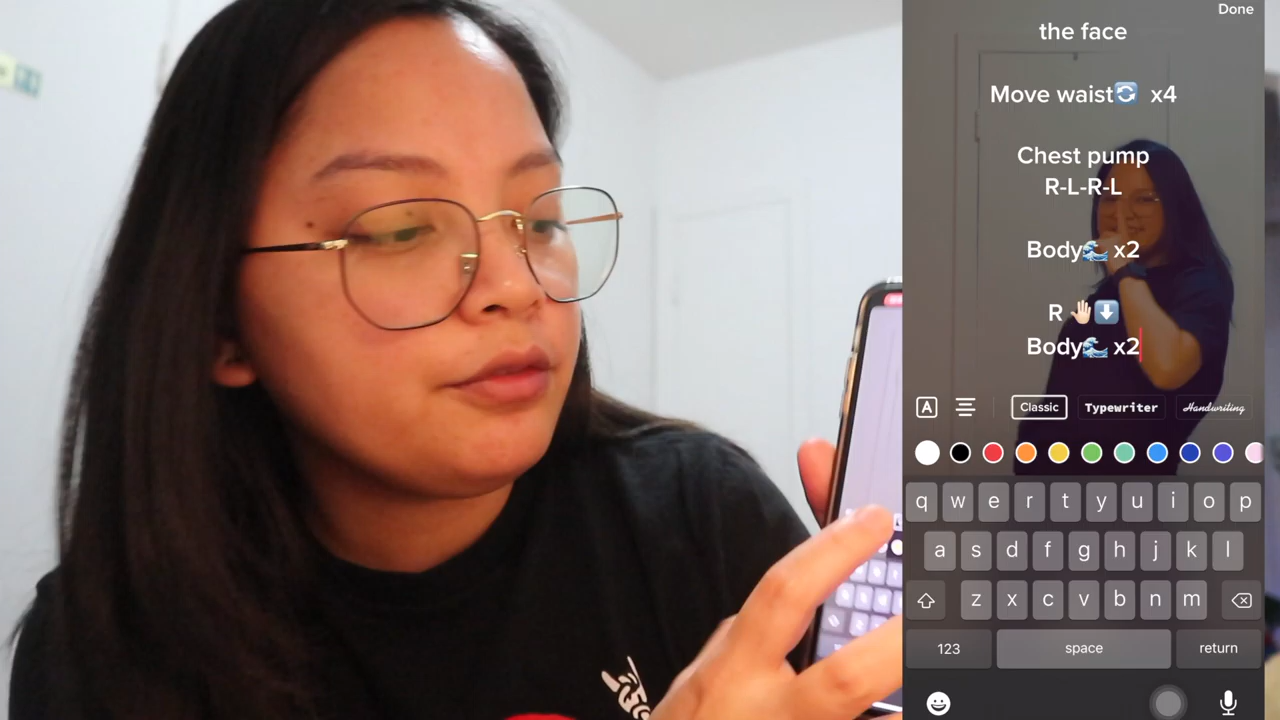 Done
the face
Move waist🔄 x4
Chest pump
R-L-R-L
Body🌊 x2
R 🤚🏻⬇️
Body🌊 x2
A Classic Typewriter Handwriting
q w e r t y u i o p
a s d f g h j k l
z x c v b n m
123 space return